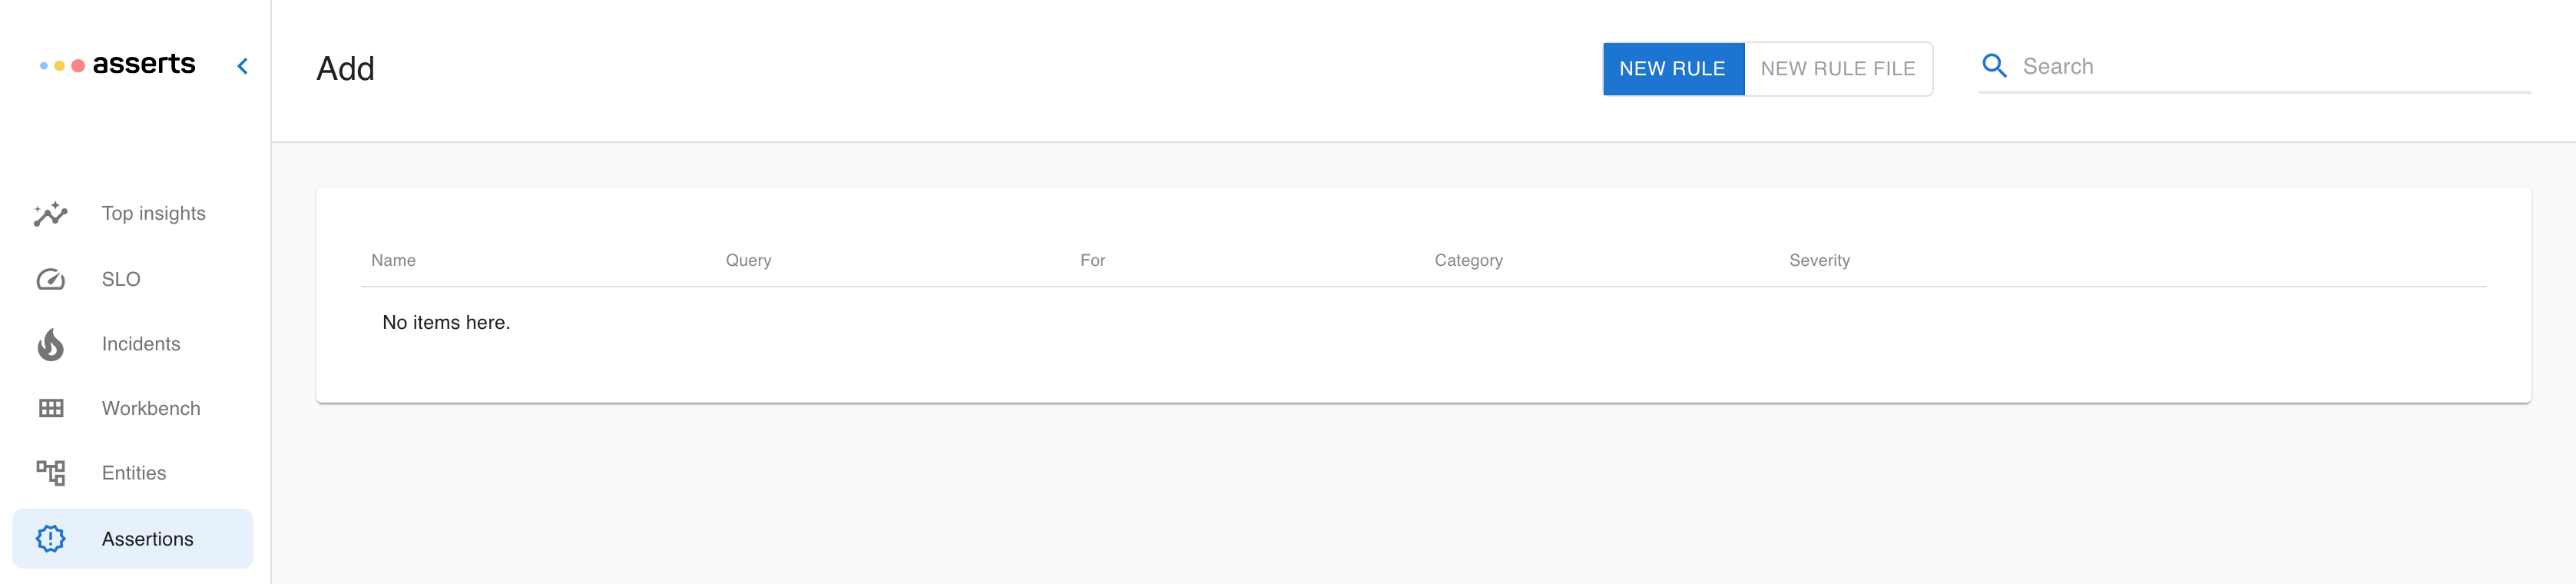 asserts
Add
NEW RULE
NEW RULE FILE
Search
Top insights
SLO
Incidents
Workbench
Entities
Assertions
Name
Query
For
Category
Severity
No items here.